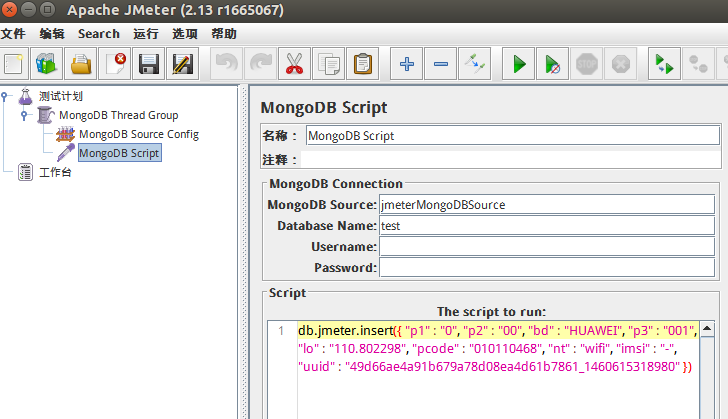 Apache JMeter (2.13 r1665067)
文件 编辑 Search 运行 选项 帮助
STOP
测试计划
MongoDB Thread Group
MongoDB Source Config
MongoDB Script
工作台
MongoDB Script
名称： MongoDB Script
注释：
MongoDB Connection
MongoDB Source: jmeterMongoDBSource
Database Name: test
Username:
Password:
Script
The script to run:
1 db.jmeter.insert({ "p1" : "0", "p2" : "00", "bd" : "HUAWEI", "p3" : "001",
"lo" : "110.802298", "pcode" : "010110468", "nt" : "wifi", "imsi" : "-",
"uuid" : "49d66ae4a91b679a78d08ea4d61b7861_1460615318980" })